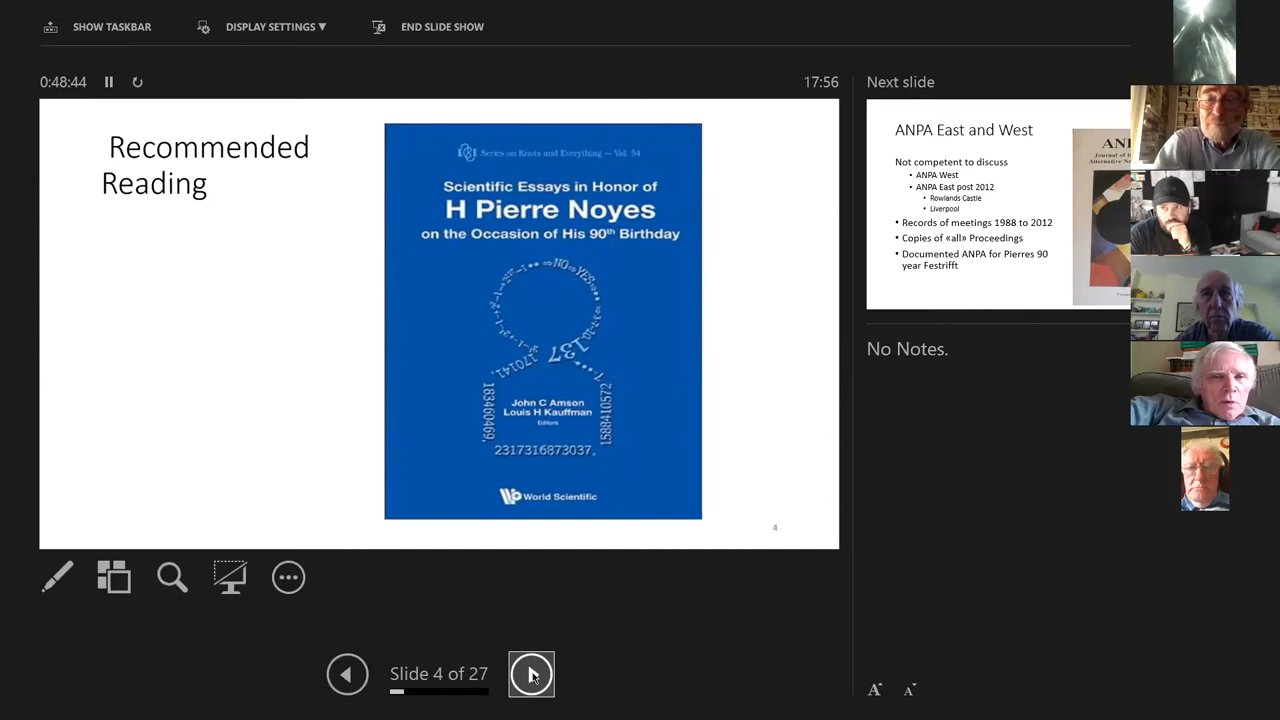 SHOW TASKBAR
DISPLAY SETTINGS ▼
END SLIDE SHOW
0:48:44
17:56
Next slide
Recommended
Reading
Series on Knots and Everything — Vol. 54
Scientific Essays in Honor of
H Pierre Noyes
on the Occasion of His 90th Birthday
NO
YES
137
170141,
183460469,
2317316873037,
1588410572
John C Amson
Louis H Kauffman
Editors
World Scientific
4
ANPA East and West
Not competent to discuss
• ANPA West
• ANPA East post 2012
• Rowlands Castle
• Liverpool
• Records of meetings 1988 to 2012
• Copies of «all» Proceedings
• Documented ANPA for Pierres 90
year Festrifft
No Notes.
Slide 4 of 27
A
A